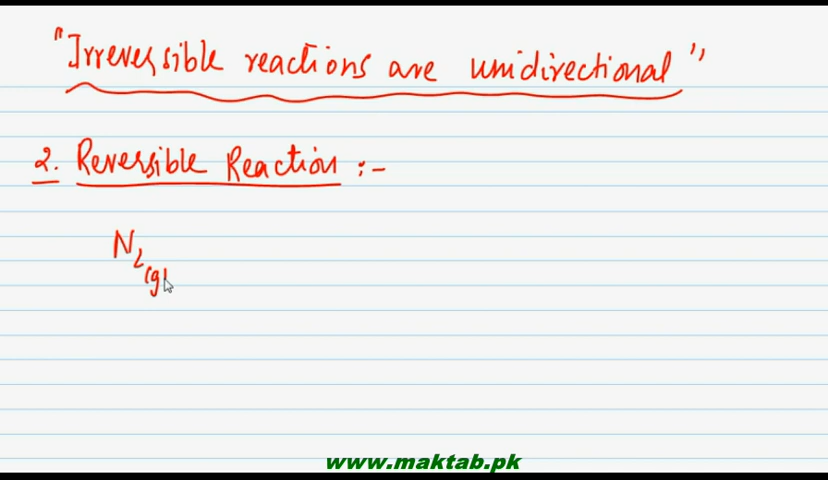 "Irreversible reactions are unidirectional"
2. Reversible Reaction :-
N2(g)
www.maktab.pk